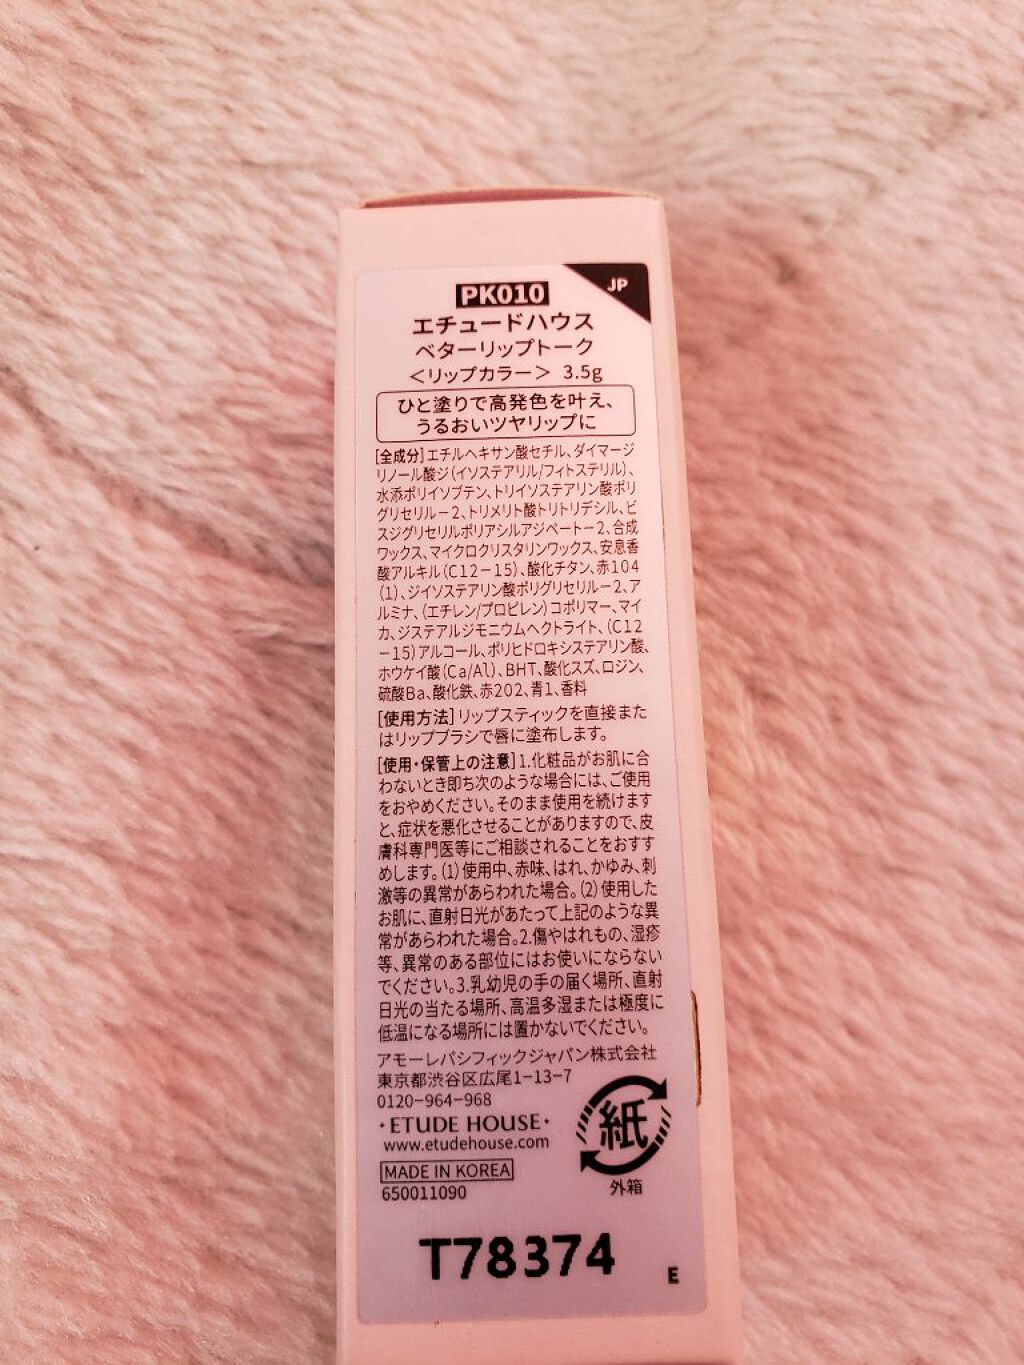 PK010
JP
エチュードハウス
ベターリップトーク
＜リップカラー＞ 3.5g
ひと塗りで高発色を叶え、
うるおいツヤリップに
[全成分]エチルヘキサン酸セチル、ダイマージ
リノール酸ジ(イソステアリル/フィトステリル)、
水添ポリイソブテン、トリイソステアリン酸ポリ
グリセリル－2、トリメリト酸トリトリデシル、ビ
スジグリセリルポリアシルアジペート－2、合成
ワックス、マイクロクリスタリンワックス、安息香
酸アルキル(C12－15)、酸化チタン、赤104
(1)、ジイソステアリン酸ポリグリセリル－2、ア
ルミナ、(エチレン/プロピレン)コポリマー、マイ
カ、ジステアルジモニウムヘクトライト、(C12
－15)アルコール、ポリヒドロキシステアリン酸、
ホウケイ酸(Ca/Al)、BHT、酸化スズ、ロジン、
硫酸Ba、酸化鉄、赤202、青1、香料
[使用方法]リップスティックを直接また
はリップブラシで唇に塗布します。
[使用・保管上の注意]1.化粧品がお肌に合
わないとき即ち次のような場合には、ご使用
をおやめください。そのまま使用を続けます
と、症状を悪化させることがありますので、皮
膚科専門医等にご相談されることをおすす
めします。(1)使用中、赤味、はれ、かゆみ、刺
激等の異常があらわれた場合。(2)使用した
お肌に、直射日光があたって上記のような異
常があらわれた場合。2.傷やはれもの、湿疹
等、異常のある部位にはお使いにならない
でください。3.乳幼児の手の届く場所、直射
日光の当たる場所、高温多湿または極度に
低温になる場所には置かないでください。
アモーレパシフィックジャパン株式会社
東京都渋谷区広尾1−13−7
0120−964−968
・ETUDE HOUSE・
www.etudehouse.com
MADE IN KOREA
650011090
紙
外箱
T78374
E